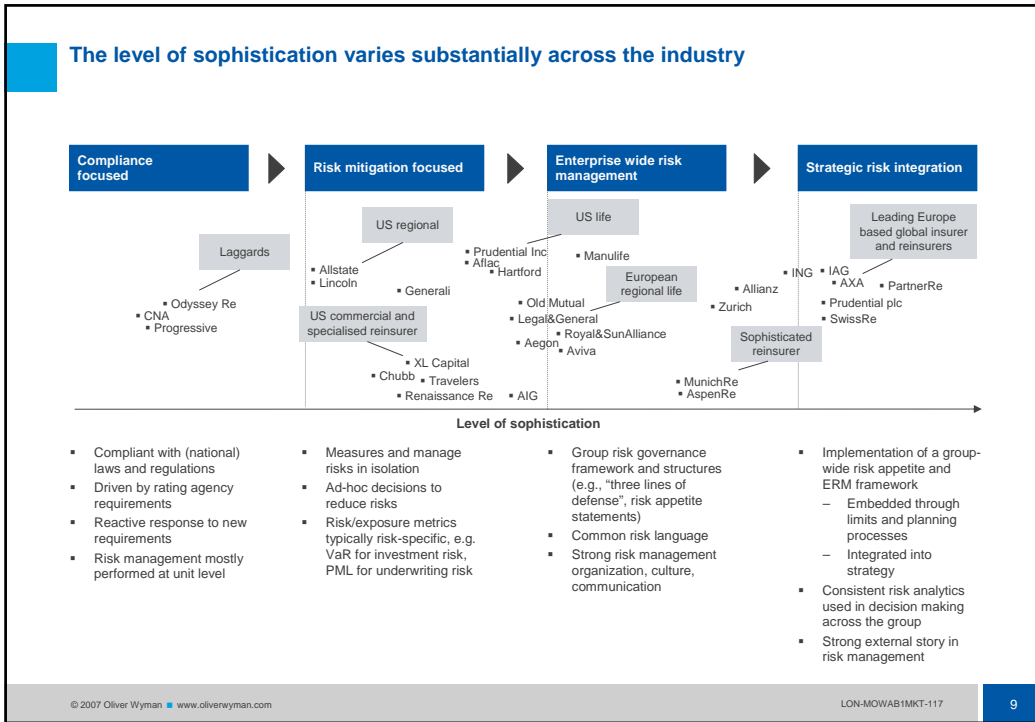 The level of sophistication varies substantially across the industry
Compliance
focused
Risk mitigation focused
Enterprise wide risk
management
Strategic risk integration
Laggards
▪ Odyssey Re
▪ CNA
▪ Progressive
US regional
▪ Allstate
▪ Lincoln
▪ Generali
US commercial and
specialised reinsurer
▪ XL Capital
▪ Chubb
▪ Travelers
▪ Renaissance Re
▪ AIG
US life
▪ Prudential Inc
▪ Aflac
▪ Hartford
▪ Manulife
European
regional life
▪ Old Mutual
▪ Legal&General
▪ Royal&SunAlliance
▪ Aegon
▪ Aviva
▪ ING
▪ Allianz
▪ Zurich
Sophisticated
reinsurer
▪ MunichRe
▪ AspenRe
Leading Europe
based global insurer
and reinsurers
▪ IAG
▪ AXA
▪ PartnerRe
▪ Prudential plc
▪ SwissRe
Level of sophistication
▪ Compliant with (national)
laws and regulations
▪ Driven by rating agency
requirements
▪ Reactive response to new
requirements
▪ Risk management mostly
performed at unit level
▪ Measures and manage
risks in isolation
▪ Ad-hoc decisions to
reduce risks
▪ Risk/exposure metrics
typically risk-specific, e.g.
VaR for investment risk,
PML for underwriting risk
▪ Group risk governance
framework and structures
(e.g., “three lines of
defense”, risk appetite
statements)
▪ Common risk language
▪ Strong risk management
organization, culture,
communication
▪ Implementation of a group-
wide risk appetite and
ERM framework
– Embedded through
limits and planning
processes
– Integrated into
strategy
▪ Consistent risk analytics
used in decision making
across the group
▪ Strong external story in
risk management
© 2007 Oliver Wyman ■ www.oliverwyman.com
LON-MOWAB1MKT-117
9